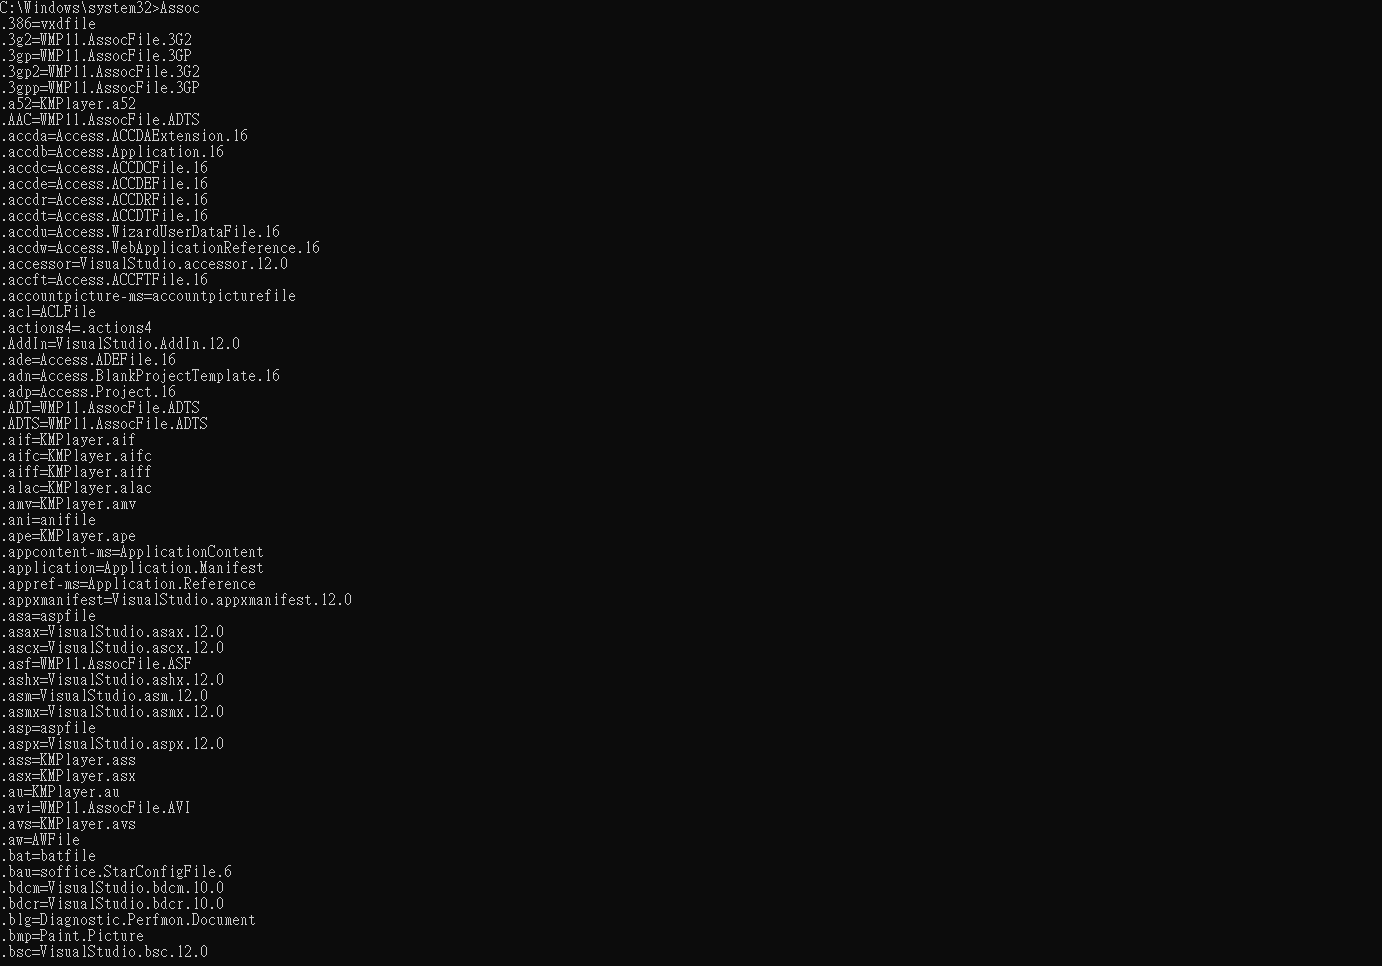 C:\Windows\system32>Assoc
.386=vxdfile
.3g2=WMP11.AssocFile.3G2
.3gp=WMP11.AssocFile.3GP
.3gp2=WMP11.AssocFile.3G2
.3gpp=WMP11.AssocFile.3GP
.a52=KMPlayer.a52
.AAC=WMP11.AssocFile.ADTS
.accda=Access.ACCDAExtension.16
.accdb=Access.Application.16
.accdc=Access.ACCDCFile.16
.accde=Access.ACCDEFile.16
.accdr=Access.ACCDRFile.16
.accdt=Access.ACCDTFile.16
.accdu=Access.WizardUserDataFile.16
.accdw=Access.WebApplicationReference.16
.accessor=VisualStudio.accessor.12.0
.accft=Access.ACCFTFile.16
.accountpicture-ms=accountpicturefile
.acl=ACLFile
.actions4=.actions4
.AddIn=VisualStudio.AddIn.12.0
.ade=Access.ADEFile.16
.adn=Access.BlankProjectTemplate.16
.adp=Access.Project.16
.ADT=WMP11.AssocFile.ADTS
.ADTS=WMP11.AssocFile.ADTS
.aif=KMPlayer.aif
.aifc=KMPlayer.aifc
.aiff=KMPlayer.aiff
.alac=KMPlayer.alac
.amv=KMPlayer.amv
.ani=anifile
.ape=KMPlayer.ape
.appcontent-ms=ApplicationContent
.application=Application.Manifest
.appref-ms=Application.Reference
.appxmanifest=VisualStudio.appxmanifest.12.0
.asa=aspfile
.asax=VisualStudio.asax.12.0
.ascx=VisualStudio.ascx.12.0
.asf=WMP11.AssocFile.ASF
.ashx=VisualStudio.ashx.12.0
.asm=VisualStudio.asm.12.0
.asmx=VisualStudio.asmx.12.0
.asp=aspfile
.aspx=VisualStudio.aspx.12.0
.ass=KMPlayer.ass
.asx=KMPlayer.asx
.au=KMPlayer.au
.avi=WMP11.AssocFile.AVI
.avs=KMPlayer.avs
.aw=AWFile
.bat=batfile
.bau=soffice.StarConfigFile.6
.bdcm=VisualStudio.bdcm.10.0
.bdcr=VisualStudio.bdcr.10.0
.blg=Diagnostic.Perfmon.Document
.bmp=Paint.Picture
.bsc=VisualStudio.bsc.12.0